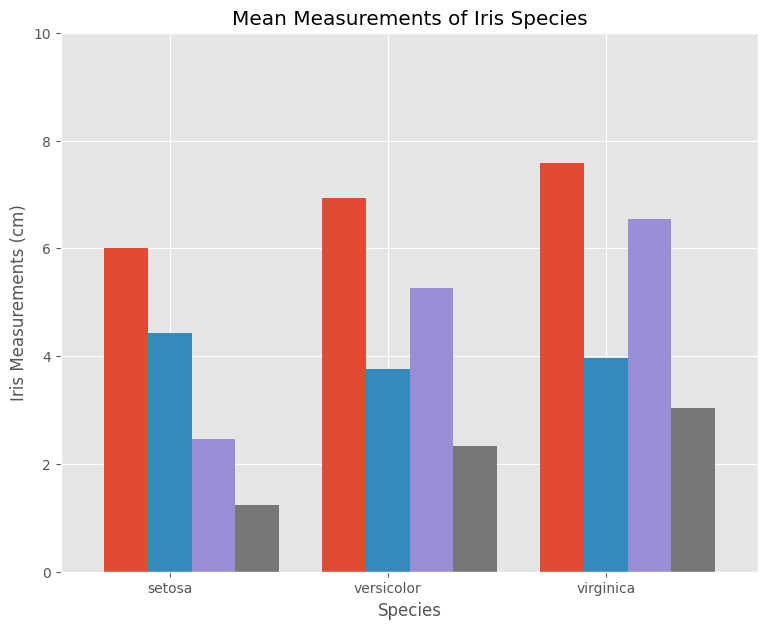 Mean Measurements of Iris Species
10
8
6
4
2
0
Iris Measurements (cm)
setosa versicolor virginica
Species